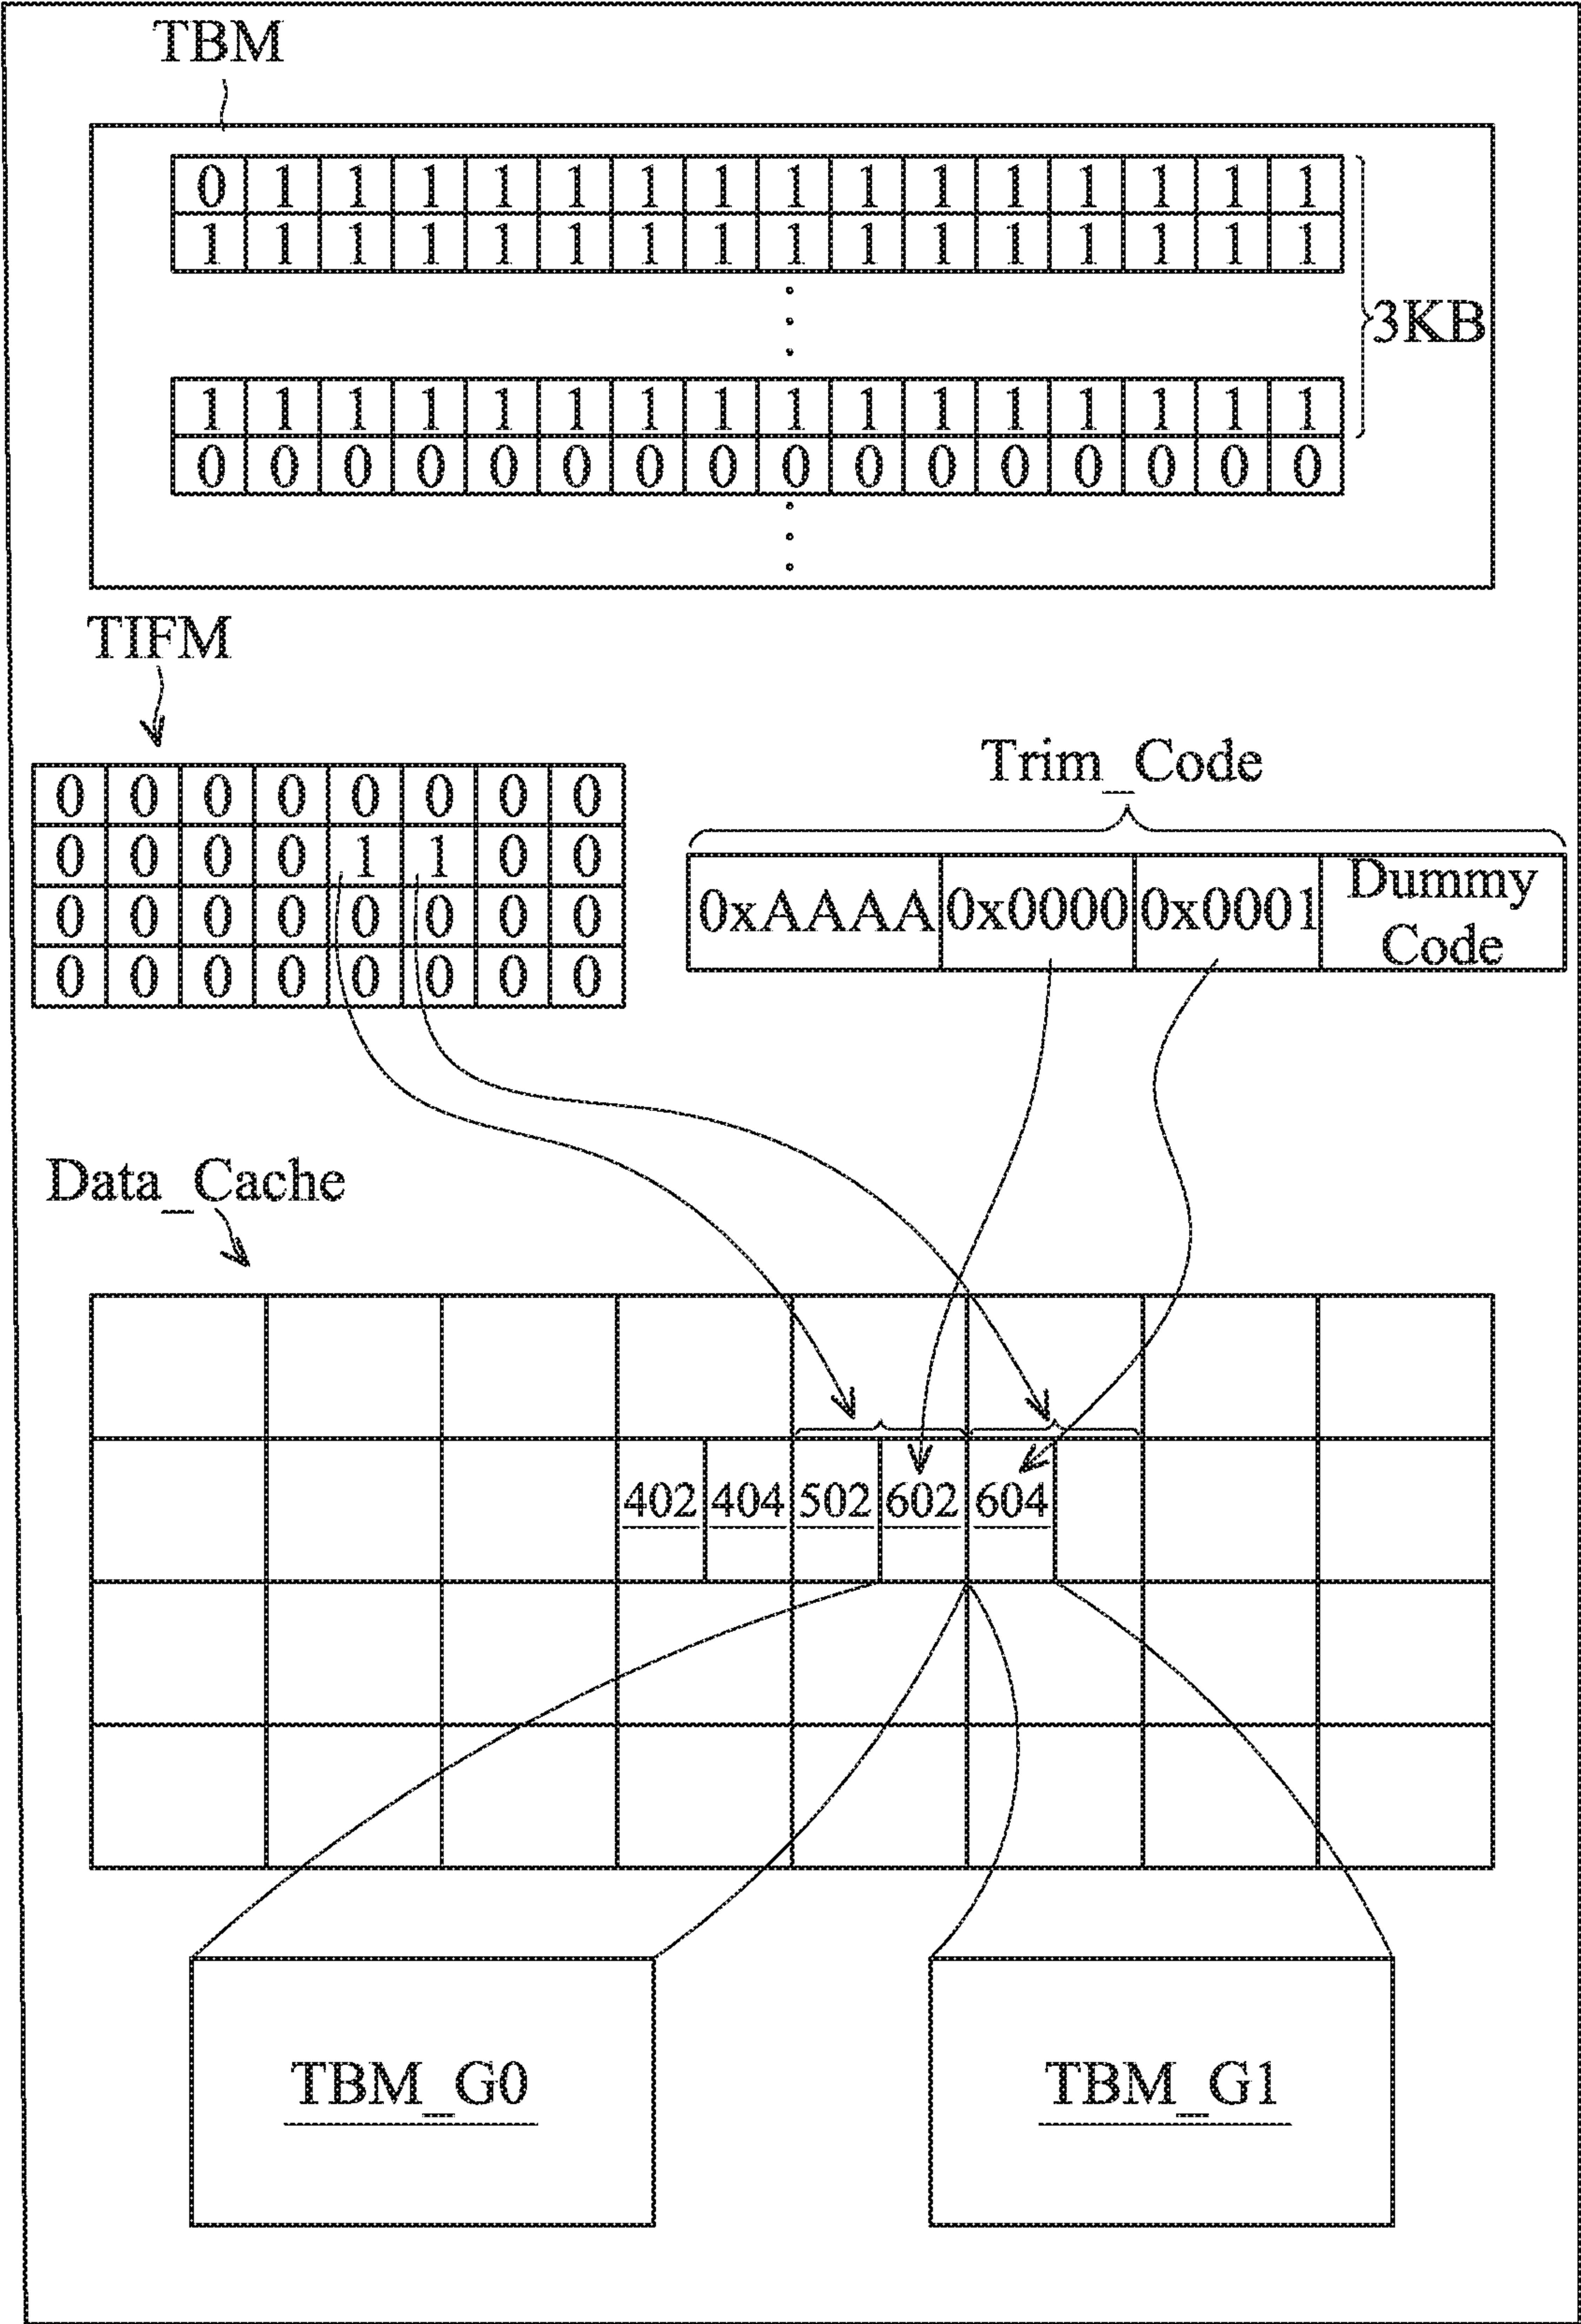 TBM
0 1 1 1 1 1 1 1 1 1 1 1 1 1 1 1
1 1 1 1 1 1 1 1 1 1 1 1 1 1 1 1
3KB
1 1 1 1 1 1 1 1 1 1 1 1 1 1 1 1
0 0 0 0 0 0 0 0 0 0 0 0 0 0 0 0
TIFM
0 0 0 0 0 0 0 0
0 0 0 0 1 1 0 0
0 0 0 0 0 0 0 0
0 0 0 0 0 0 0 0
Trim_Code
0xAAAA 0x0000 0x0001 Dummy
Code
Data_Cache
402 404 502 602 604
TBM_G0 TBM_G1